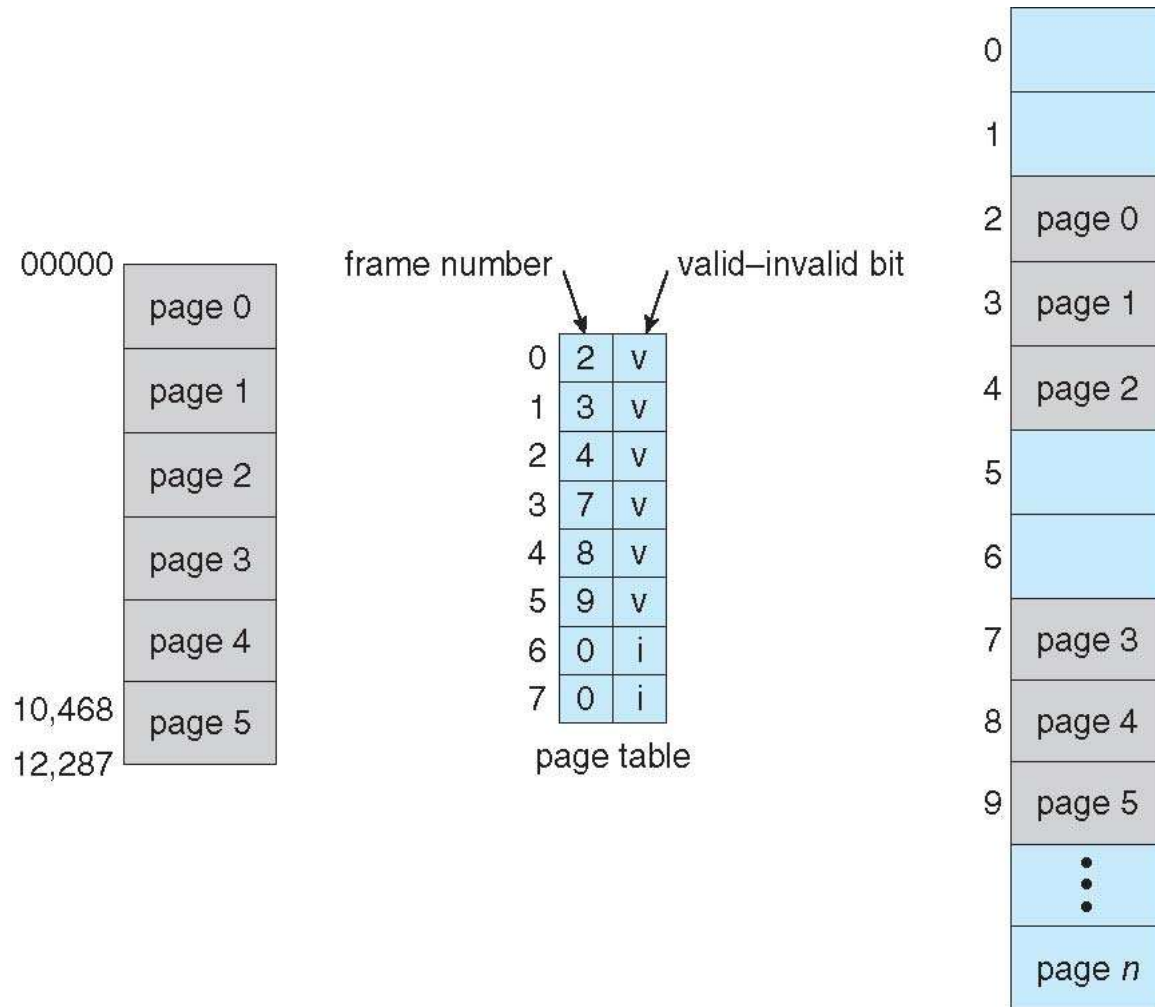 00000
page 0
page 1
page 2
page 3
page 4
10,468
page 5
12,287
frame number
valid–invalid bit
0 2 v
1 3 v
2 4 v
3 7 v
4 8 v
5 9 v
6 0 i
7 0 i
page table
0
1
2 page 0
3 page 1
4 page 2
5
6
7 page 3
8 page 4
9 page 5
page n